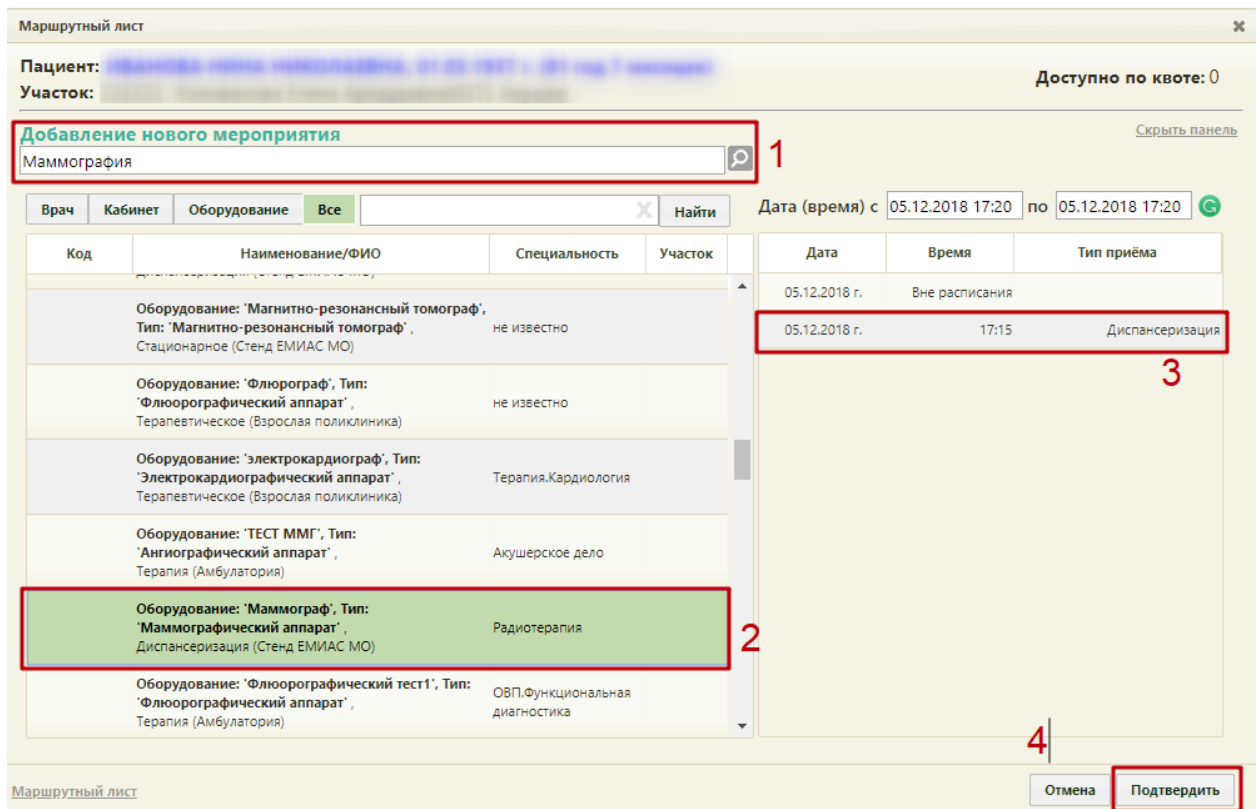 Маршрутный лист
Пациент:
Участок:
Доступно по квоте: 0
Добавление нового мероприятия
Скрыть панель
Маммография
1
Врач Кабинет Оборудование Все Найти
Дата (время) с 05.12.2018 17:20 по 05.12.2018 17:20
Код Наименование/ФИО Специальность Участок
Дата Время Тип приёма
Оборудование: 'Магнитно-резонансный томограф',
Тип: 'Магнитно-резонансный томограф' ,
Стационарное (Стенд ЕМИАС МО)
не известно
Оборудование: 'Флюрограф', Тип:
'Флюорографический аппарат' ,
Терапевтическое (Взрослая поликлиника)
не известно
Оборудование: 'электрокардиограф', Тип:
'Электрокардиографический аппарат' ,
Терапевтическое (Взрослая поликлиника)
Терапия.Кардиология
Оборудование: 'ТЕСТ ММГ', Тип:
'Ангиографический аппарат' ,
Терапия (Амбулатория)
Акушерское дело
Оборудование: 'Маммограф', Тип:
'Маммографический аппарат' ,
Диспансеризация (Стенд ЕМИАС МО)
Радиотерапия
2
Оборудование: 'Флюорографический тест1', Тип:
'Флюорографический аппарат' ,
Терапия (Амбулатория)
ОВП.Функциональная
диагностика
05.12.2018 г. Вне расписания
05.12.2018 г. 17:15 Диспансеризация
3
4
Маршрутный лист
Отмена Подтвердить